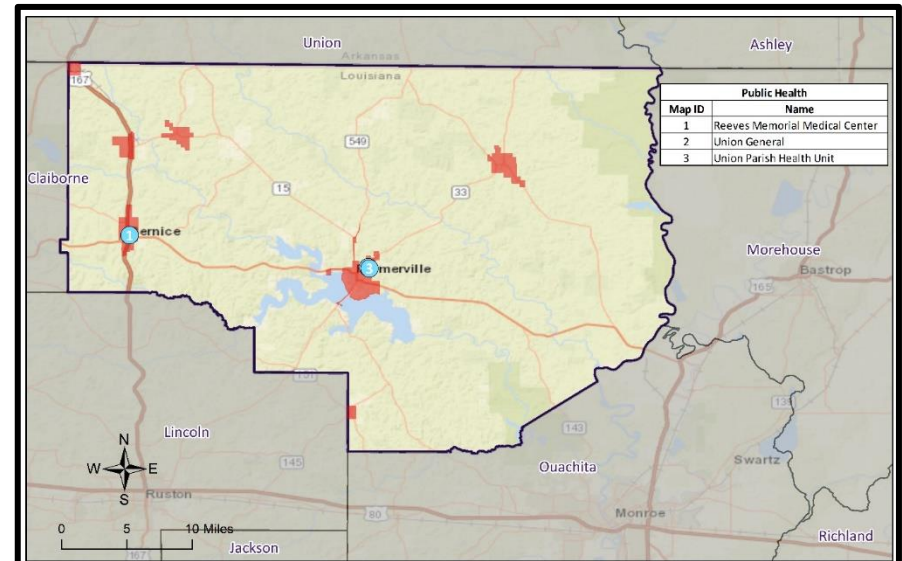 Union
Ashley
Arkansas
Louisiana
167
Public Health
Map ID Name
1 Reeves Memorial Medical Center
2 Union General
3 Union Parish Health Unit
549
Claiborne
15
33
1 ernice
Morehouse
3 merville
Bastrop
165
Lincoln
143
Ouachita
Swartz
145
N
W E
S
Ruston
80
Monroe
0 5 10 Miles
Richland
Jackson
167